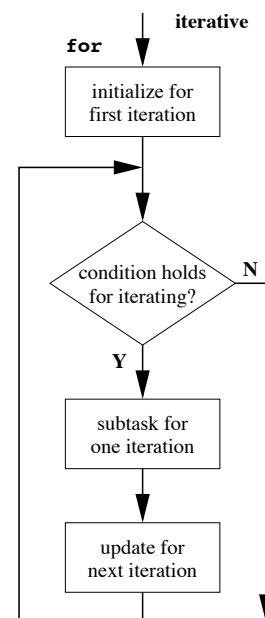 iterative
for
initialize for
first iteration
condition holds
for iterating?
N
Y
subtask for
one iteration
update for
next iteration